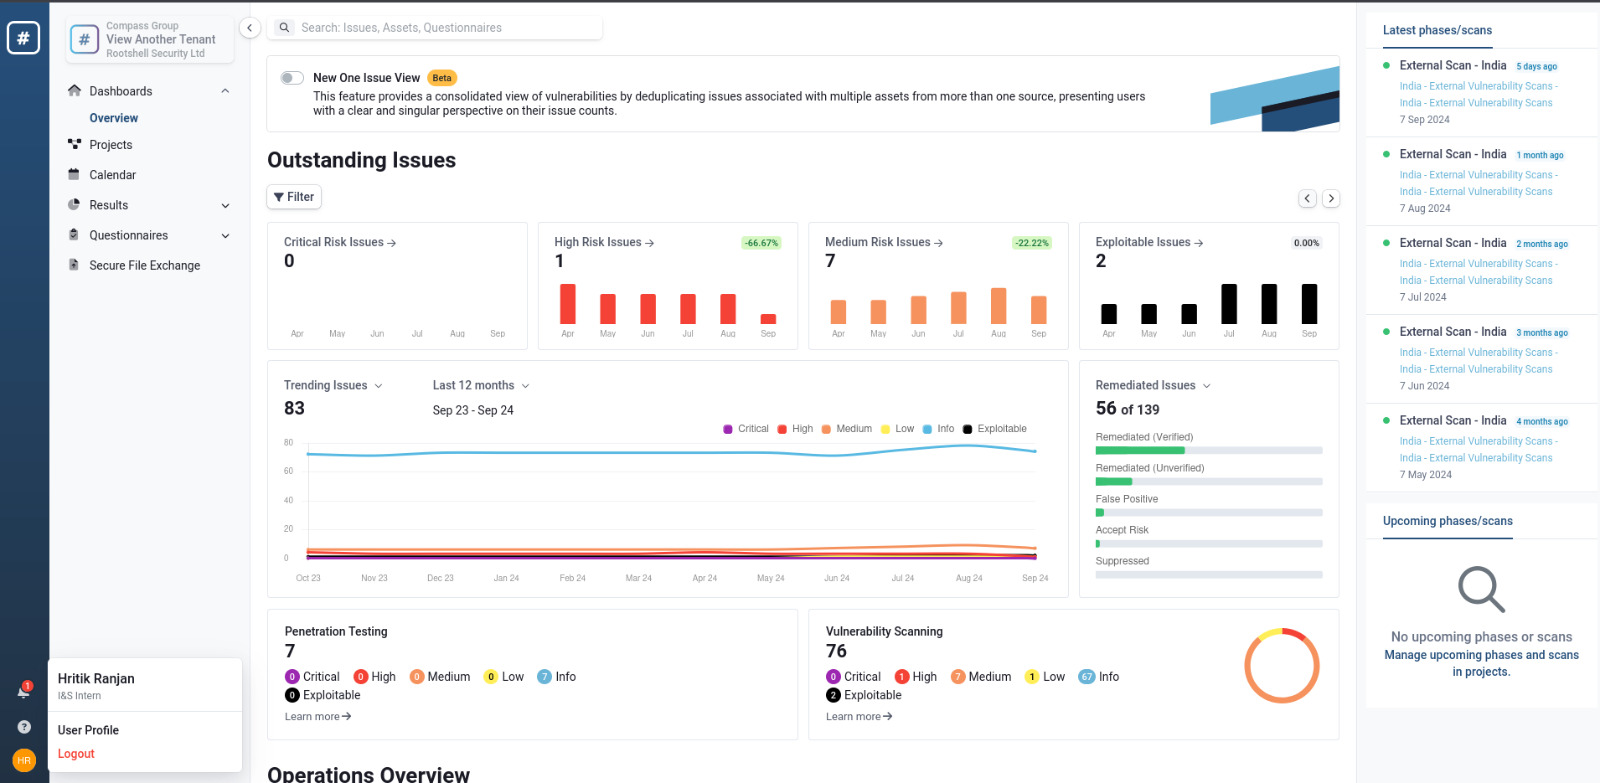 #
#
Compass Group
View Another Tenant
Rootshell Security Ltd
Dashboards
Overview
Projects
Calendar
Results
Questionnaires
Secure File Exchange
1
?
HR
Hritik Ranjan
I&S Intern
User Profile
Logout
Search: Issues, Assets, Questionnaires
New One Issue View Beta
This feature provides a consolidated view of vulnerabilities by deduplicating issues associated with multiple assets from more than one source, presenting users
with a clear and singular perspective on their issue counts.
Outstanding Issues
Filter
Critical Risk Issues →
0
Apr May Jun Jul Aug Sep
High Risk Issues → -66.67%
1
Apr May Jun Jul Aug Sep
Medium Risk Issues → -22.22%
7
Apr May Jun Jul Aug Sep
Exploitable Issues → 0.00%
2
Apr May Jun Jul Aug Sep
Trending Issues Last 12 months
83 Sep 23 - Sep 24
Critical High Medium Low Info Exploitable
80
60
40
20
0
Oct 23 Nov 23 Dec 23 Jan 24 Feb 24 Mar 24 Apr 24 May 24 Jun 24 Jul 24 Aug 24 Sep 24
Remediated Issues
56 of 139
Remediated (Verified)
Remediated (Unverified)
False Positive
Accept Risk
Suppressed
Penetration Testing
7
0 Critical 0 High 0 Medium 0 Low 7 Info
0 Exploitable
Learn more →
Vulnerability Scanning
76
0 Critical 1 High 7 Medium 1 Low 67 Info
2 Exploitable
Learn more →
Operations Overview
Latest phases/scans
External Scan - India 5 days ago
India - External Vulnerability Scans -
India - External Vulnerability Scans
7 Sep 2024
External Scan - India 1 month ago
India - External Vulnerability Scans -
India - External Vulnerability Scans
7 Aug 2024
External Scan - India 2 months ago
India - External Vulnerability Scans -
India - External Vulnerability Scans
7 Jul 2024
External Scan - India 3 months ago
India - External Vulnerability Scans -
India - External Vulnerability Scans
7 Jun 2024
External Scan - India 4 months ago
India - External Vulnerability Scans -
India - External Vulnerability Scans
7 May 2024
Upcoming phases/scans
No upcoming phases or scans
Manage upcoming phases and scans
in projects.